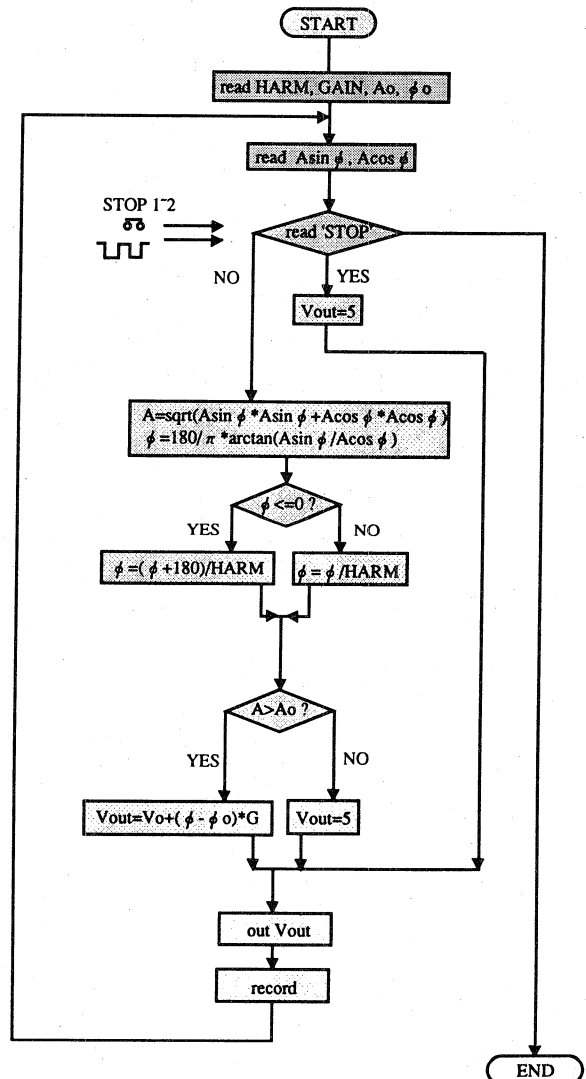 START
read HARM, GAIN, Ao, ϕo
read Asinϕ, Acosϕ
STOP 1~2
read 'STOP'
NO
YES
Vout=5
A=sqrt(Asinϕ*Asinϕ+Acosϕ*Acosϕ)
ϕ=180/π*arctan(Asinϕ/Acosϕ)
ϕ<=0 ?
YES
NO
ϕ=(ϕ+180)/HARM
ϕ=ϕ/HARM
A>Ao ?
YES
NO
Vout=Vo+(ϕ-ϕo)*G
Vout=5
out Vout
record
END